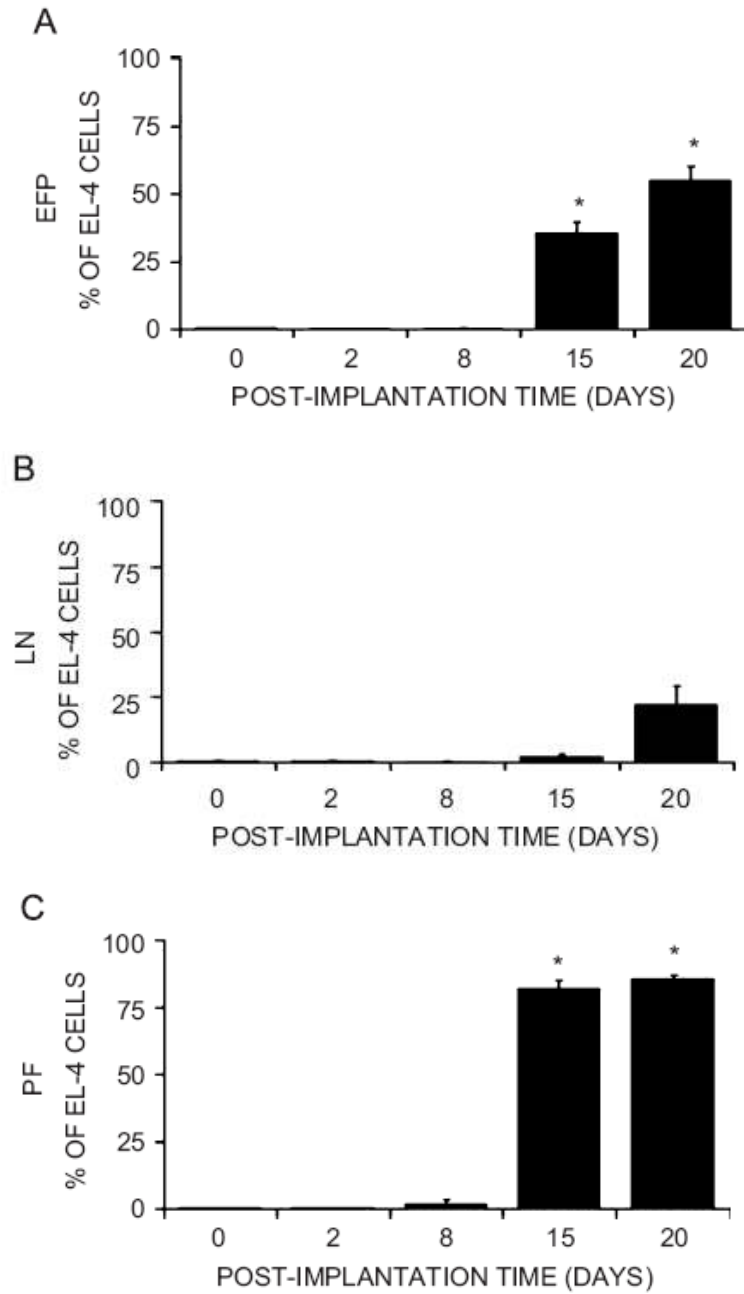 A
EFP
% OF EL-4 CELLS
100
75
50
25
0
*
*
0 2 8 15 20
POST-IMPLANTATION TIME (DAYS)
B
LN
% OF EL-4 CELLS
100
75
50
25
0
0 2 8 15 20
POST-IMPLANTATION TIME (DAYS)
C
PF
% OF EL-4 CELLS
100
75
50
25
0
*
*
0 2 8 15 20
POST-IMPLANTATION TIME (DAYS)